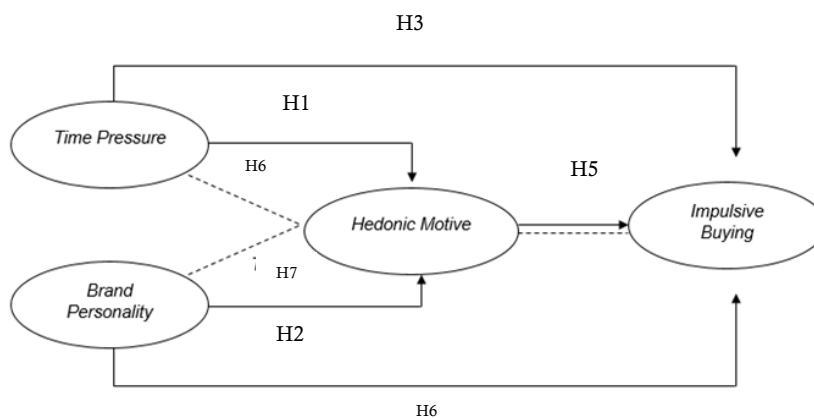 H3
H1
Time Pressure
H6
H5
Hedonic Motive
Impulsive
Buying
H7
Brand
Personality
H2
H6